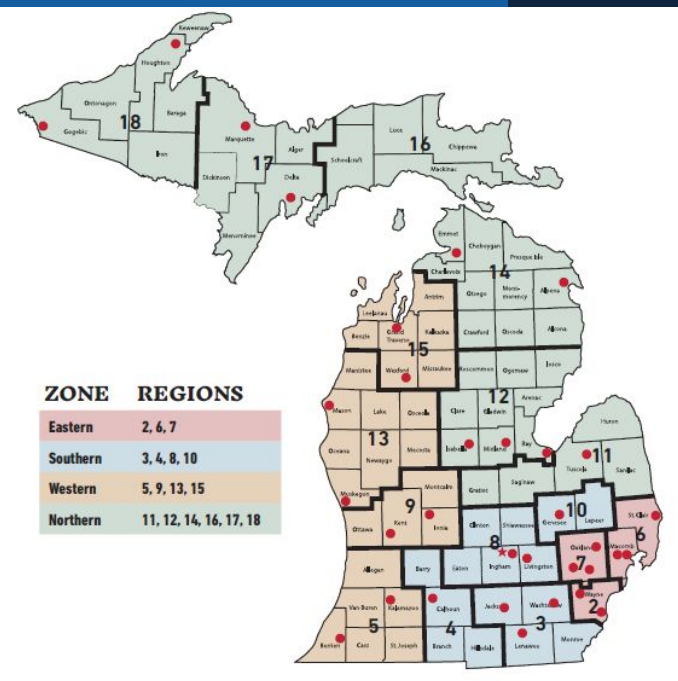 Keweenaw
Houghton
Ontonagon
Baraga
18
Gogebic
Iron
Marquette
Alger
17
Dickinson
Delta
Menominee
Luce
16
Chippewa
Schoolcraft
Mackinac
Emmet
Cheboygan
Presque Isle
Charlevoix
14
Otsego
Mont-
morency
Alpena
Crawford
Oscoda
Alcona
Antrim
Leelanau
Benzie
Grand
Traverse
Kalkaska
15
Manistee
Wexford
Missaukee
Roscommon
Ogemaw
Iosco
12
Clare
Gladwin
Arenac
Isabella
Midland
Bay
Huron
11
Tuscola
Sanilac
Gratiot
Saginaw
Mason
Lake
Osceola
13
Oceana
Newaygo
Mecosta
Muskegon
Montcalm
9
Ottawa
Kent
Ionia
Clinton
Shiawassee
10
Genesee
Lapeer
St. Clair
6
Macomb
Oakland
7
8
Allegan
Barry
Eaton
Ingham
Livingston
Van Buren
Kalamazoo
Calhoun
Jackson
Washtenaw
Wayne
2
5
4
3
Berrien
Cass
St. Joseph
Branch
Hillsdale
Lenawee
Monroe
ZONE REGIONS
Eastern 2, 6, 7
Southern 3, 4, 8, 10
Western 5, 9, 13, 15
Northern 11, 12, 14, 16, 17, 18